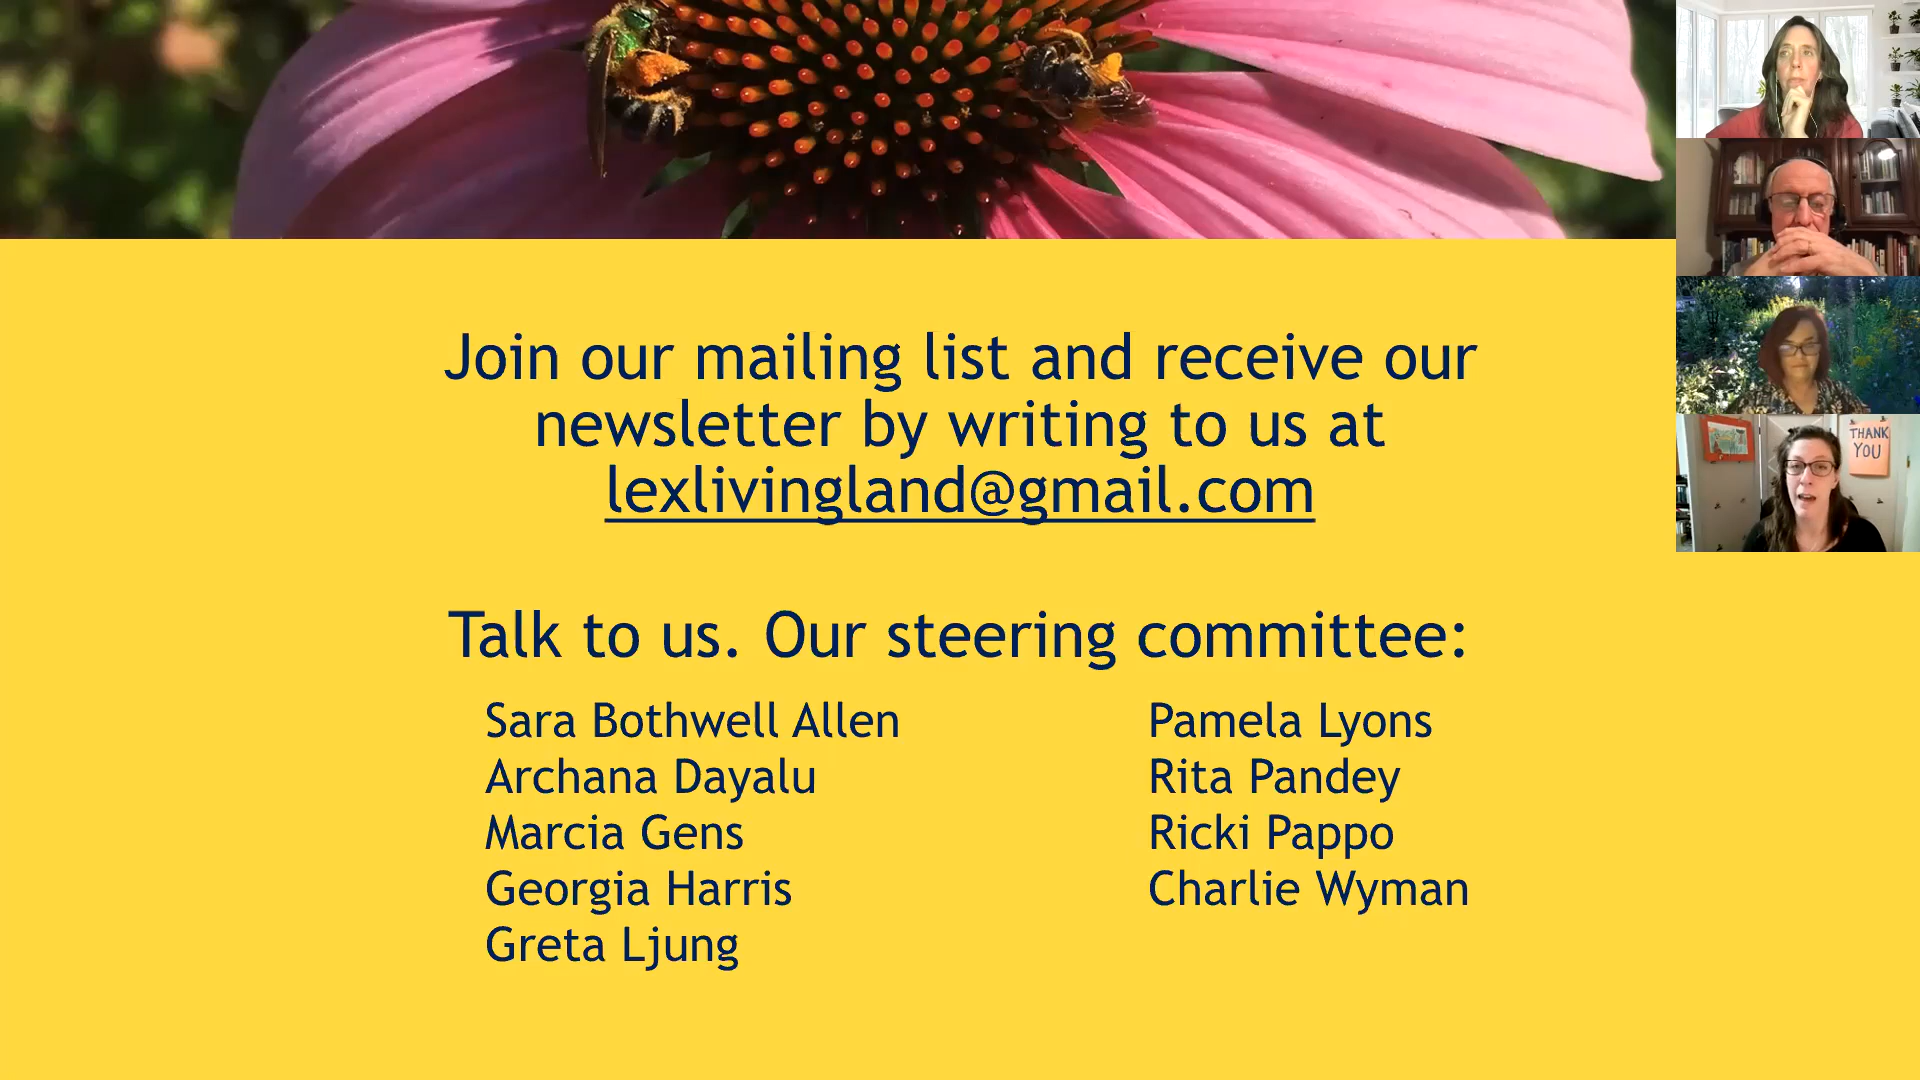 Join our mailing list and receive our
newsletter by writing to us at
lexlivingland@gmail.com
Talk to us. Our steering committee:
Sara Bothwell Allen
Archana Dayalu
Marcia Gens
Georgia Harris
Greta Ljung
Pamela Lyons
Rita Pandey
Ricki Pappo
Charlie Wyman
THANK
YOU